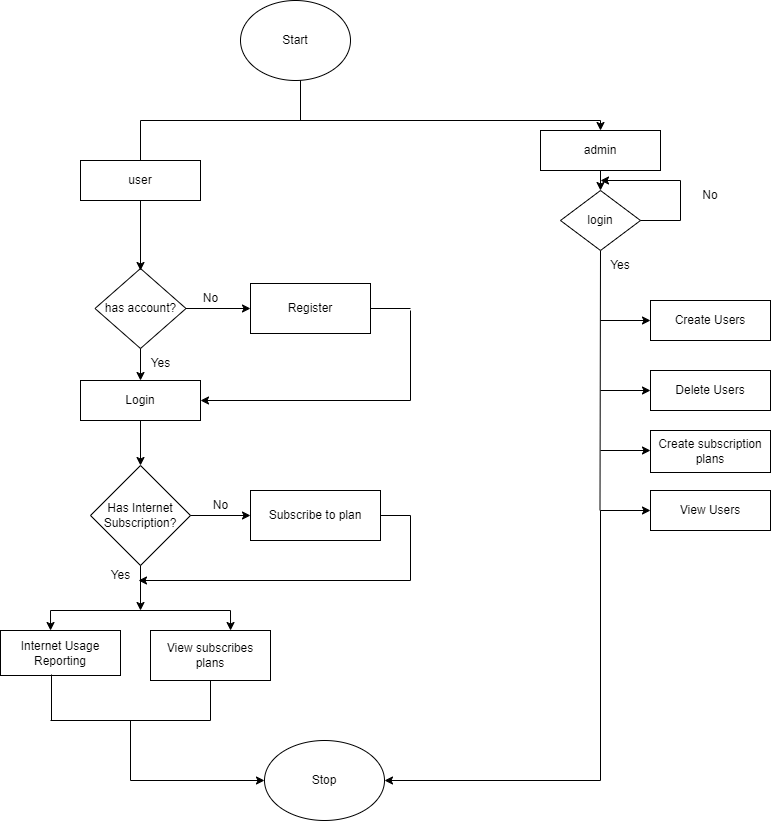 Start
admin
user
No
login
Yes
has account?
No
Register
Create Users
Yes
Login
Delete Users
Create subscription
plans
Has Internet
Subscription?
No
Subscribe to plan
View Users
Yes
Internet Usage
Reporting
View subscribes
plans
Stop